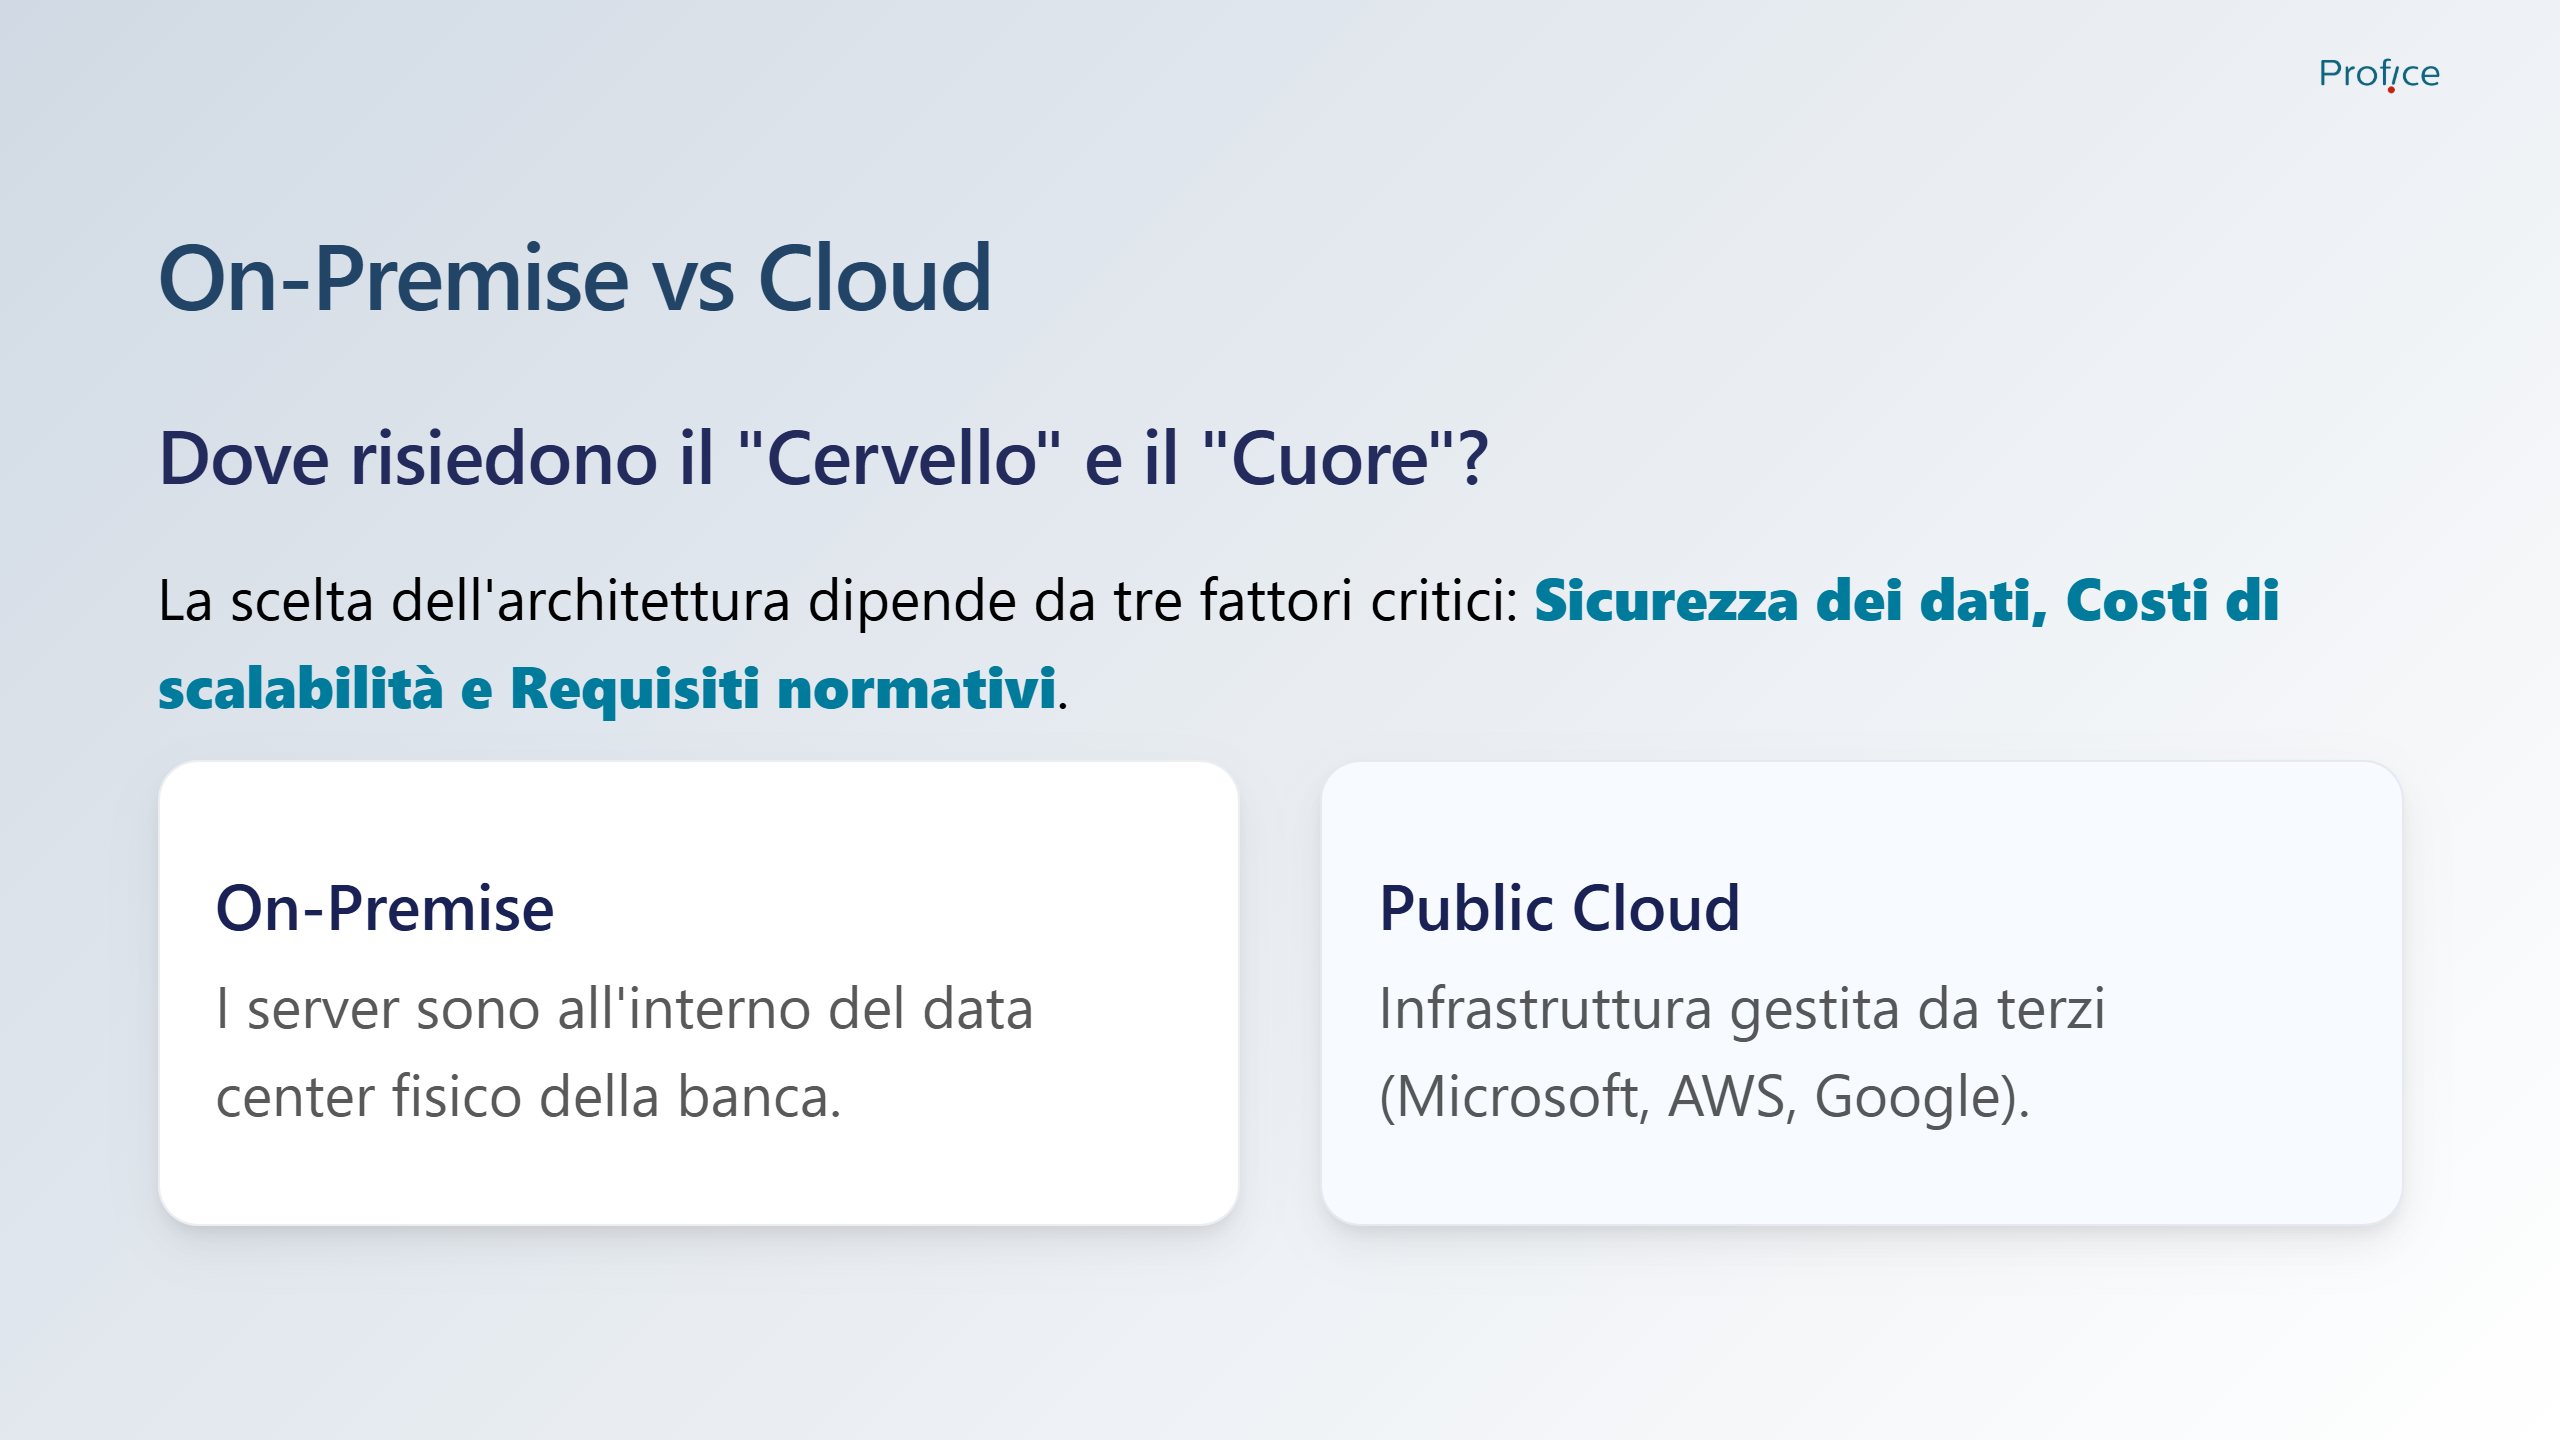 Profice
On-Premise vs Cloud
Dove risiedono il "Cervello" e il "Cuore"?
La scelta dell'architettura dipende da tre fattori critici: Sicurezza dei dati, Costi di
scalabilità e Requisiti normativi.
On-Premise
I server sono all'interno del data
center fisico della banca.
Public Cloud
Infrastruttura gestita da terzi
(Microsoft, AWS, Google).